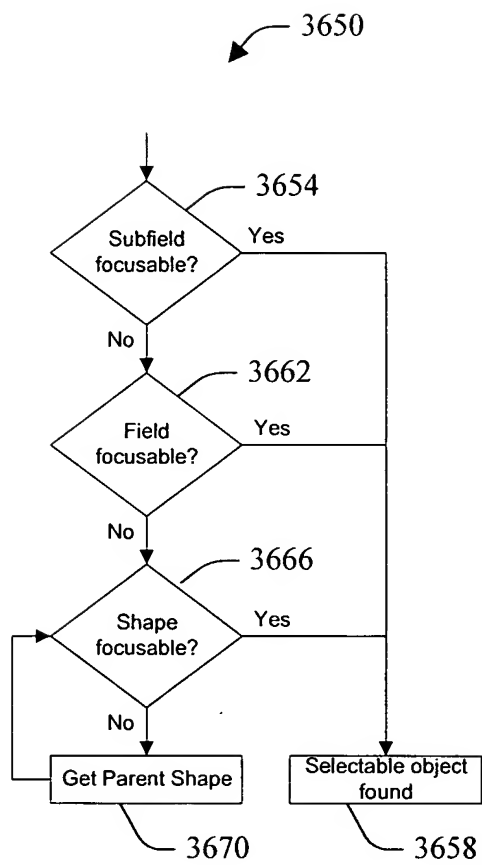 3650
3654
Subfield
focusable?
Yes
No
3662
Field
focusable?
Yes
No
3666
Shape
focusable?
Yes
No
Get Parent Shape
Selectable object
found
3670
3658